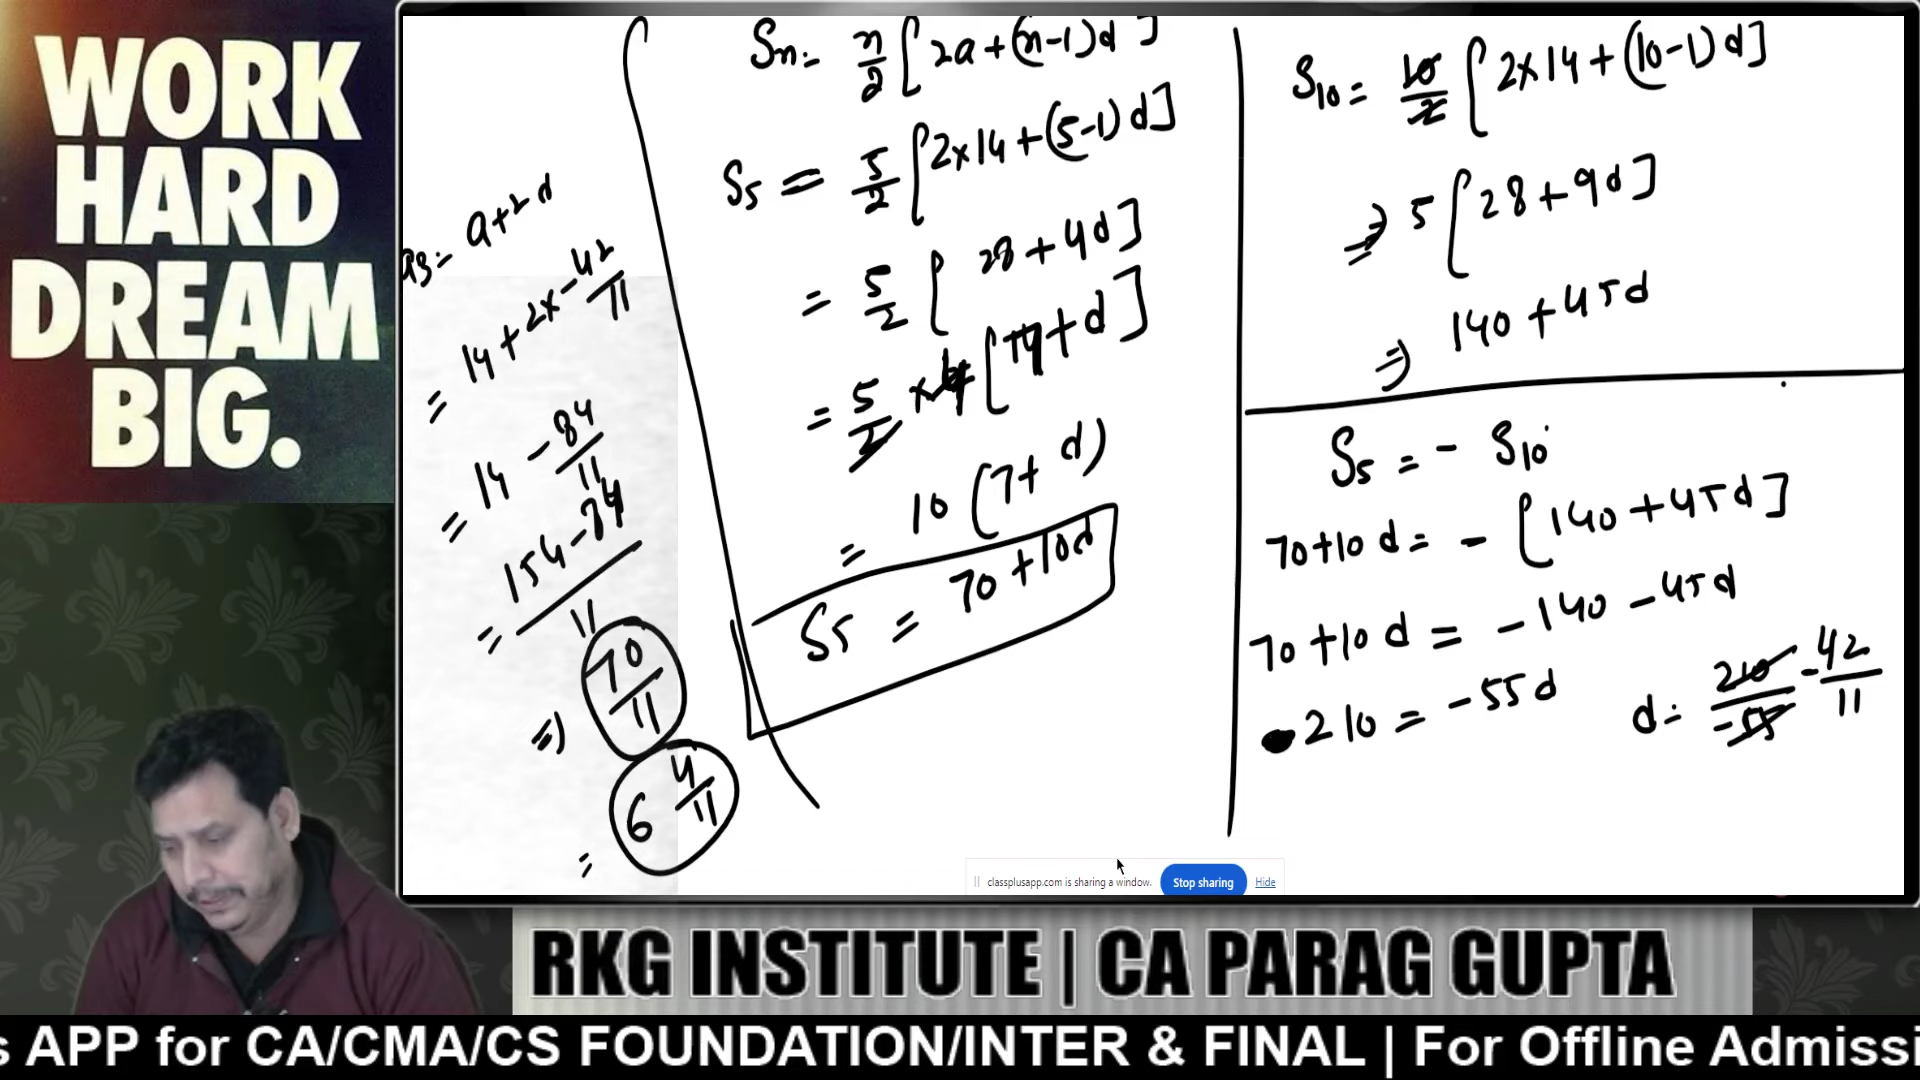 WORK
HARD
DREAM
BIG.
a3 = a+2d
= 14 + 2x -42/11
= 14 - 84/11
= 154-84/11
=) 70/11
= 6 4/11
Sn = n/2 [2a+(n-1)d]
S5 = 5/2 [2x14+(5-1)d]
= 5/2 [28+4d]
= 5/2 x4 [7+d]
= 10 (7+d)
S5 = 70+10d
S10 = 10/2 [2x14+(10-1)d]
=) 5 [28+9d]
=) 140+45d
S5 = - S10
70+10d = - [140+45d]
70+10d = -140-45d
210 = -55d
d = 210/-55 -42/11
classplusapp.com is sharing a window.
Stop sharing
Hide
RKG INSTITUTE | CA PARAG GUPTA
s APP for CA/CMA/CS FOUNDATION/INTER & FINAL | For Offline Admissi